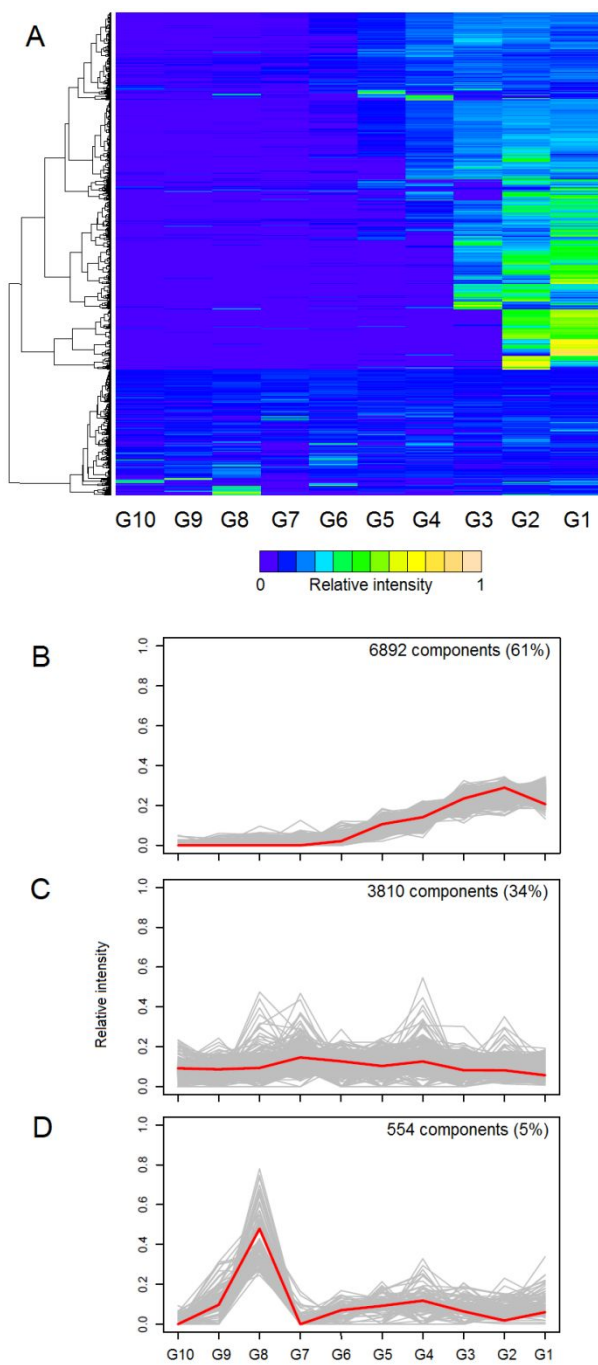 A
G10 G9 G8 G7 G6 G5 G4 G3 G2 G1
0 Relative intensity 1
B
6892 components (61%)
1.0
0.8
0.6
0.4
0.2
0.0
C
3810 components (34%)
1.0
0.8
0.6
0.4
0.2
0.0
Relative intensity
D
554 components (5%)
1.0
0.8
0.6
0.4
0.2
0.0
G10 G9 G8 G7 G6 G5 G4 G3 G2 G1